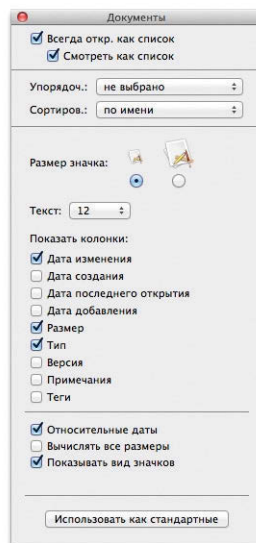 Документы
Всегда откр. как список
Смотреть как список
Упорядоч.: не выбрано
Сортиров.: по имени
Размер значка:
Текст: 12
Показать колонки:
Дата изменения
Дата создания
Дата последнего открытия
Дата добавления
Размер
Тип
Версия
Примечания
Теги
Относительные даты
Вычислять все размеры
Показывать вид значков
Использовать как стандартные